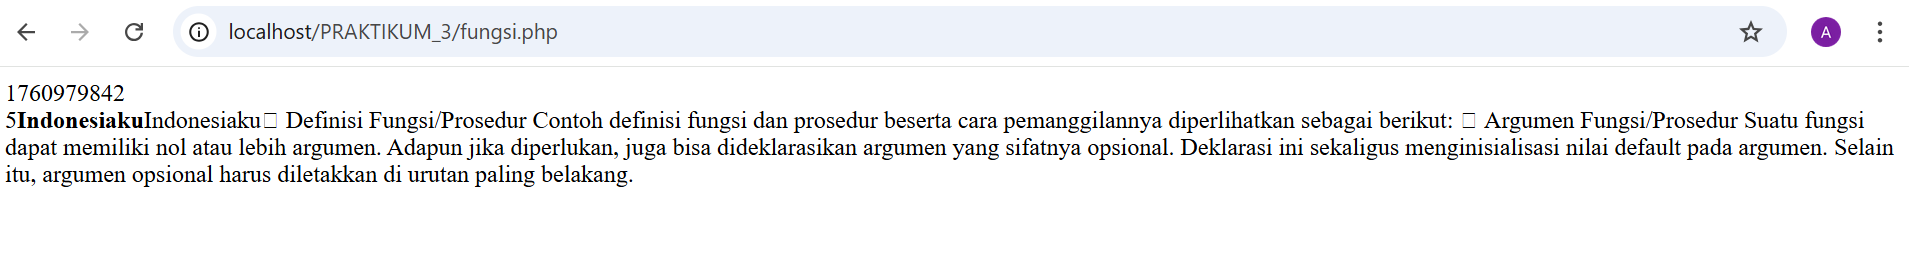 localhost/PRAKTIKUM_3/fungsi.php
A
1760979842
5IndonesiakuIndonesiaku□ Definisi Fungsi/Prosedur Contoh definisi fungsi dan prosedur beserta cara pemanggilannya diperlihatkan sebagai berikut: □ Argumen Fungsi/Prosedur Suatu fungsi
dapat memiliki nol atau lebih argumen. Adapun jika diperlukan, juga bisa dideklarasikan argumen yang sifatnya opsional. Deklarasi ini sekaligus menginisialisasi nilai default pada argumen. Selain
itu, argumen opsional harus diletakkan di urutan paling belakang.